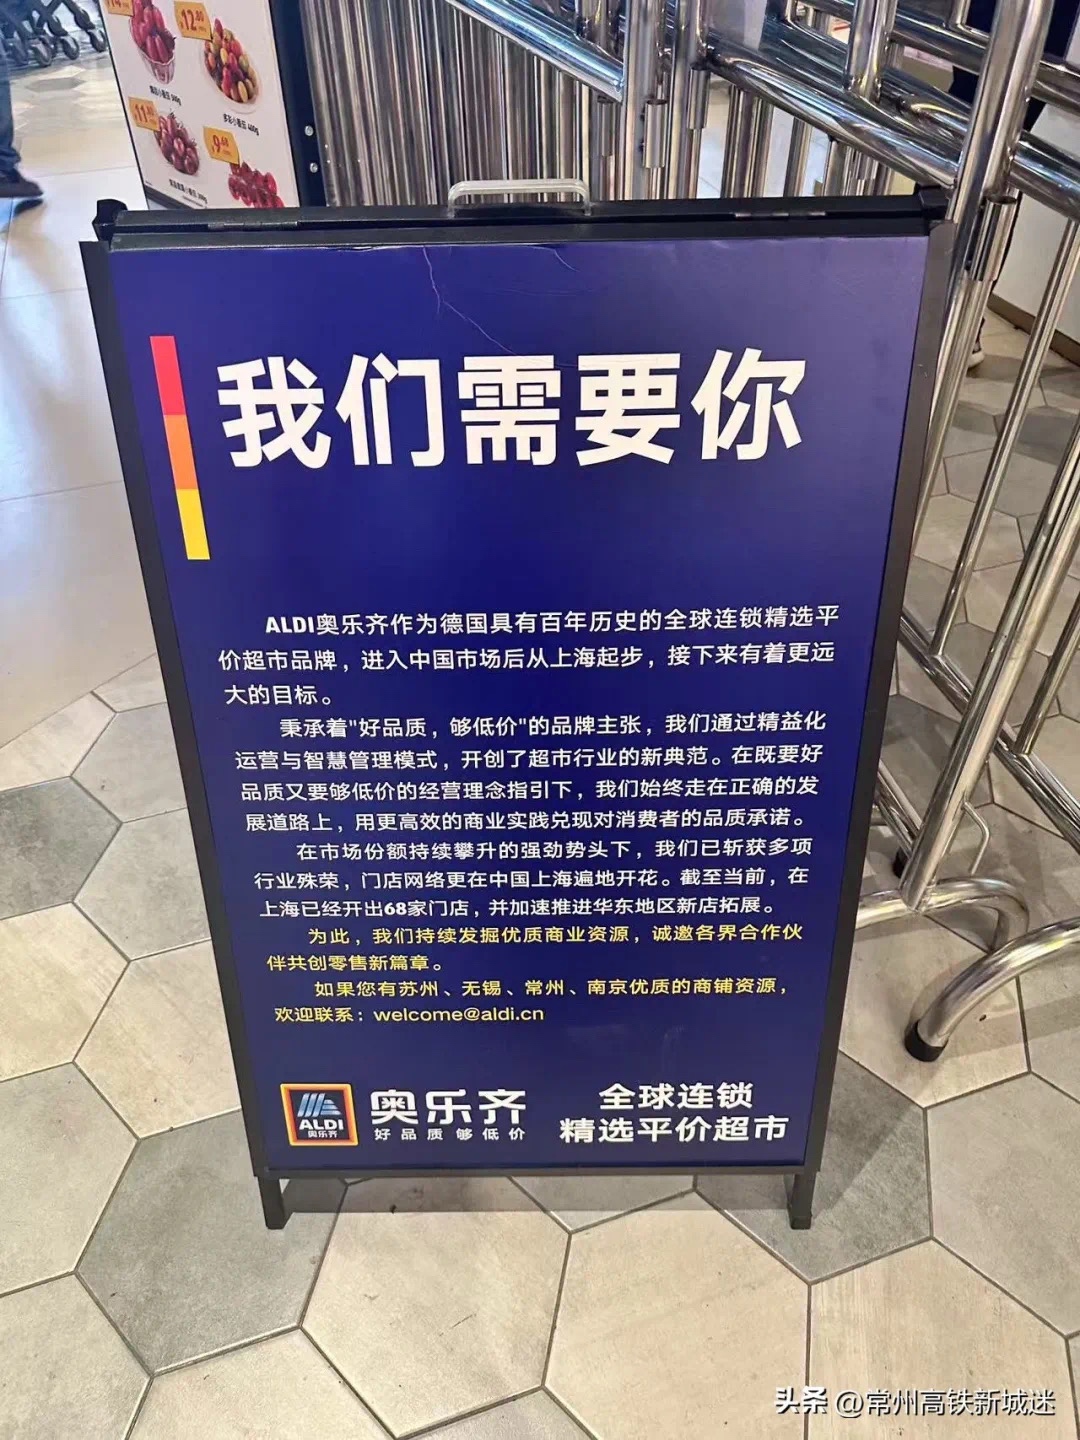 12.80
多彩小番茄 400g
11.80
9.60
我们需要你
ALDI奥乐齐作为德国具有百年历史的全球连锁精选平
价超市品牌，进入中国市场后从上海起步，接下来有着更远
大的目标。
秉承着"好品质，够低价"的品牌主张，我们通过精益化
运营与智慧管理模式，开创了超市行业的新典范。在既要好
品质又要够低价的经营理念指引下，我们始终走在正确的发
展道路上，用更高效的商业实践兑现对消费者的品质承诺。
在市场份额持续攀升的强劲势头下，我们已斩获多项
行业殊荣，门店网络更在中国上海遍地开花。截至当前，在
上海已经开出68家门店，并加速推进华东地区新店拓展。
为此，我们持续发掘优质商业资源，诚邀各界合作伙
伴共创零售新篇章。
如果您有苏州、无锡、常州、南京优质的商铺资源，
欢迎联系：welcome@aldi.cn
ALDI
奥乐齐
奥乐齐
好品质够低价
全球连锁
精选平价超市
头条 @常州高铁新城迷